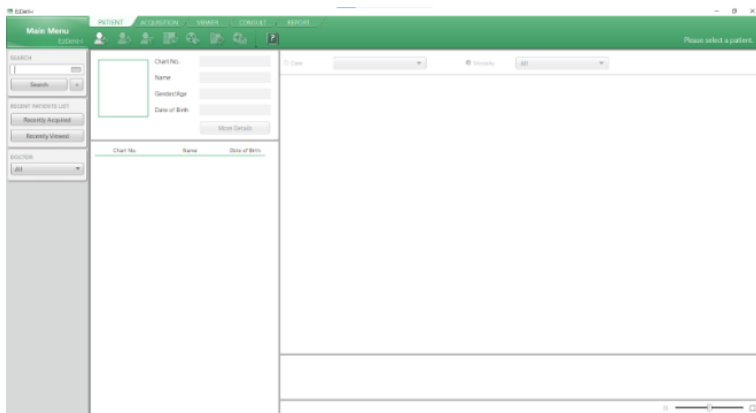 EzDent-i
Main Menu
EzDent-i
PATIENT ACQUISITION VIEWER CONSULT REPORT
Please select a patient.
SEARCH
Search
RECENT PATIENTS LIST
Recently Acquired
Recently Viewed
DOCTOR
All
Chart No.
Name
Gender/Age
Date of Birth
More Details
Chart No. Name Date of Birth
Date
Modality All